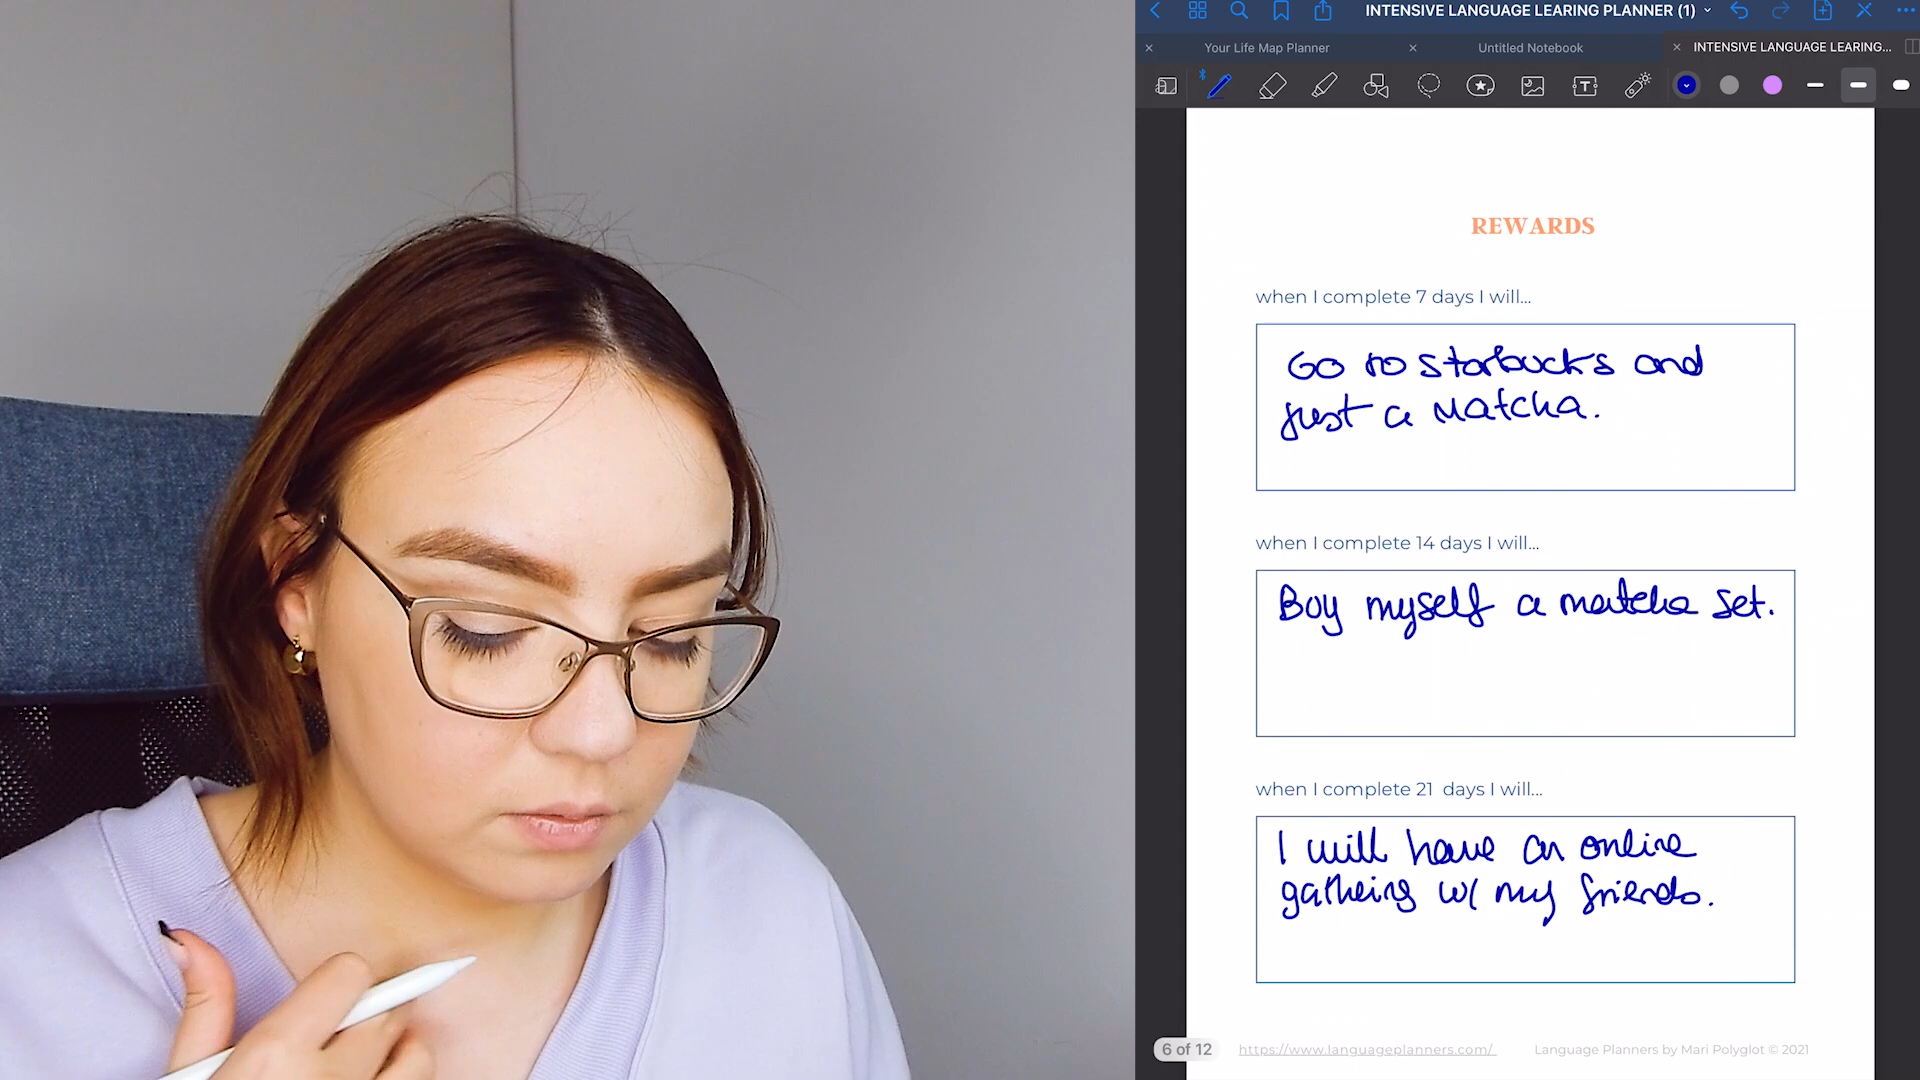 INTENSIVE LANGUAGE LEARING PLANNER (1)
Your Life Map Planner
Untitled Notebook
INTENSIVE LANGUAGE LEARING...
REWARDS
when I complete 7 days I will...
Go to Starbucks and
just a Matcha.
when I complete 14 days I will...
Boy myself a matcha set.
when I complete 21 days I will...
I will have an online
gatheing w/ my friends.
6 of 12
https://www.languageplanners.com/
Language Planners by Mari Polyglot © 2021